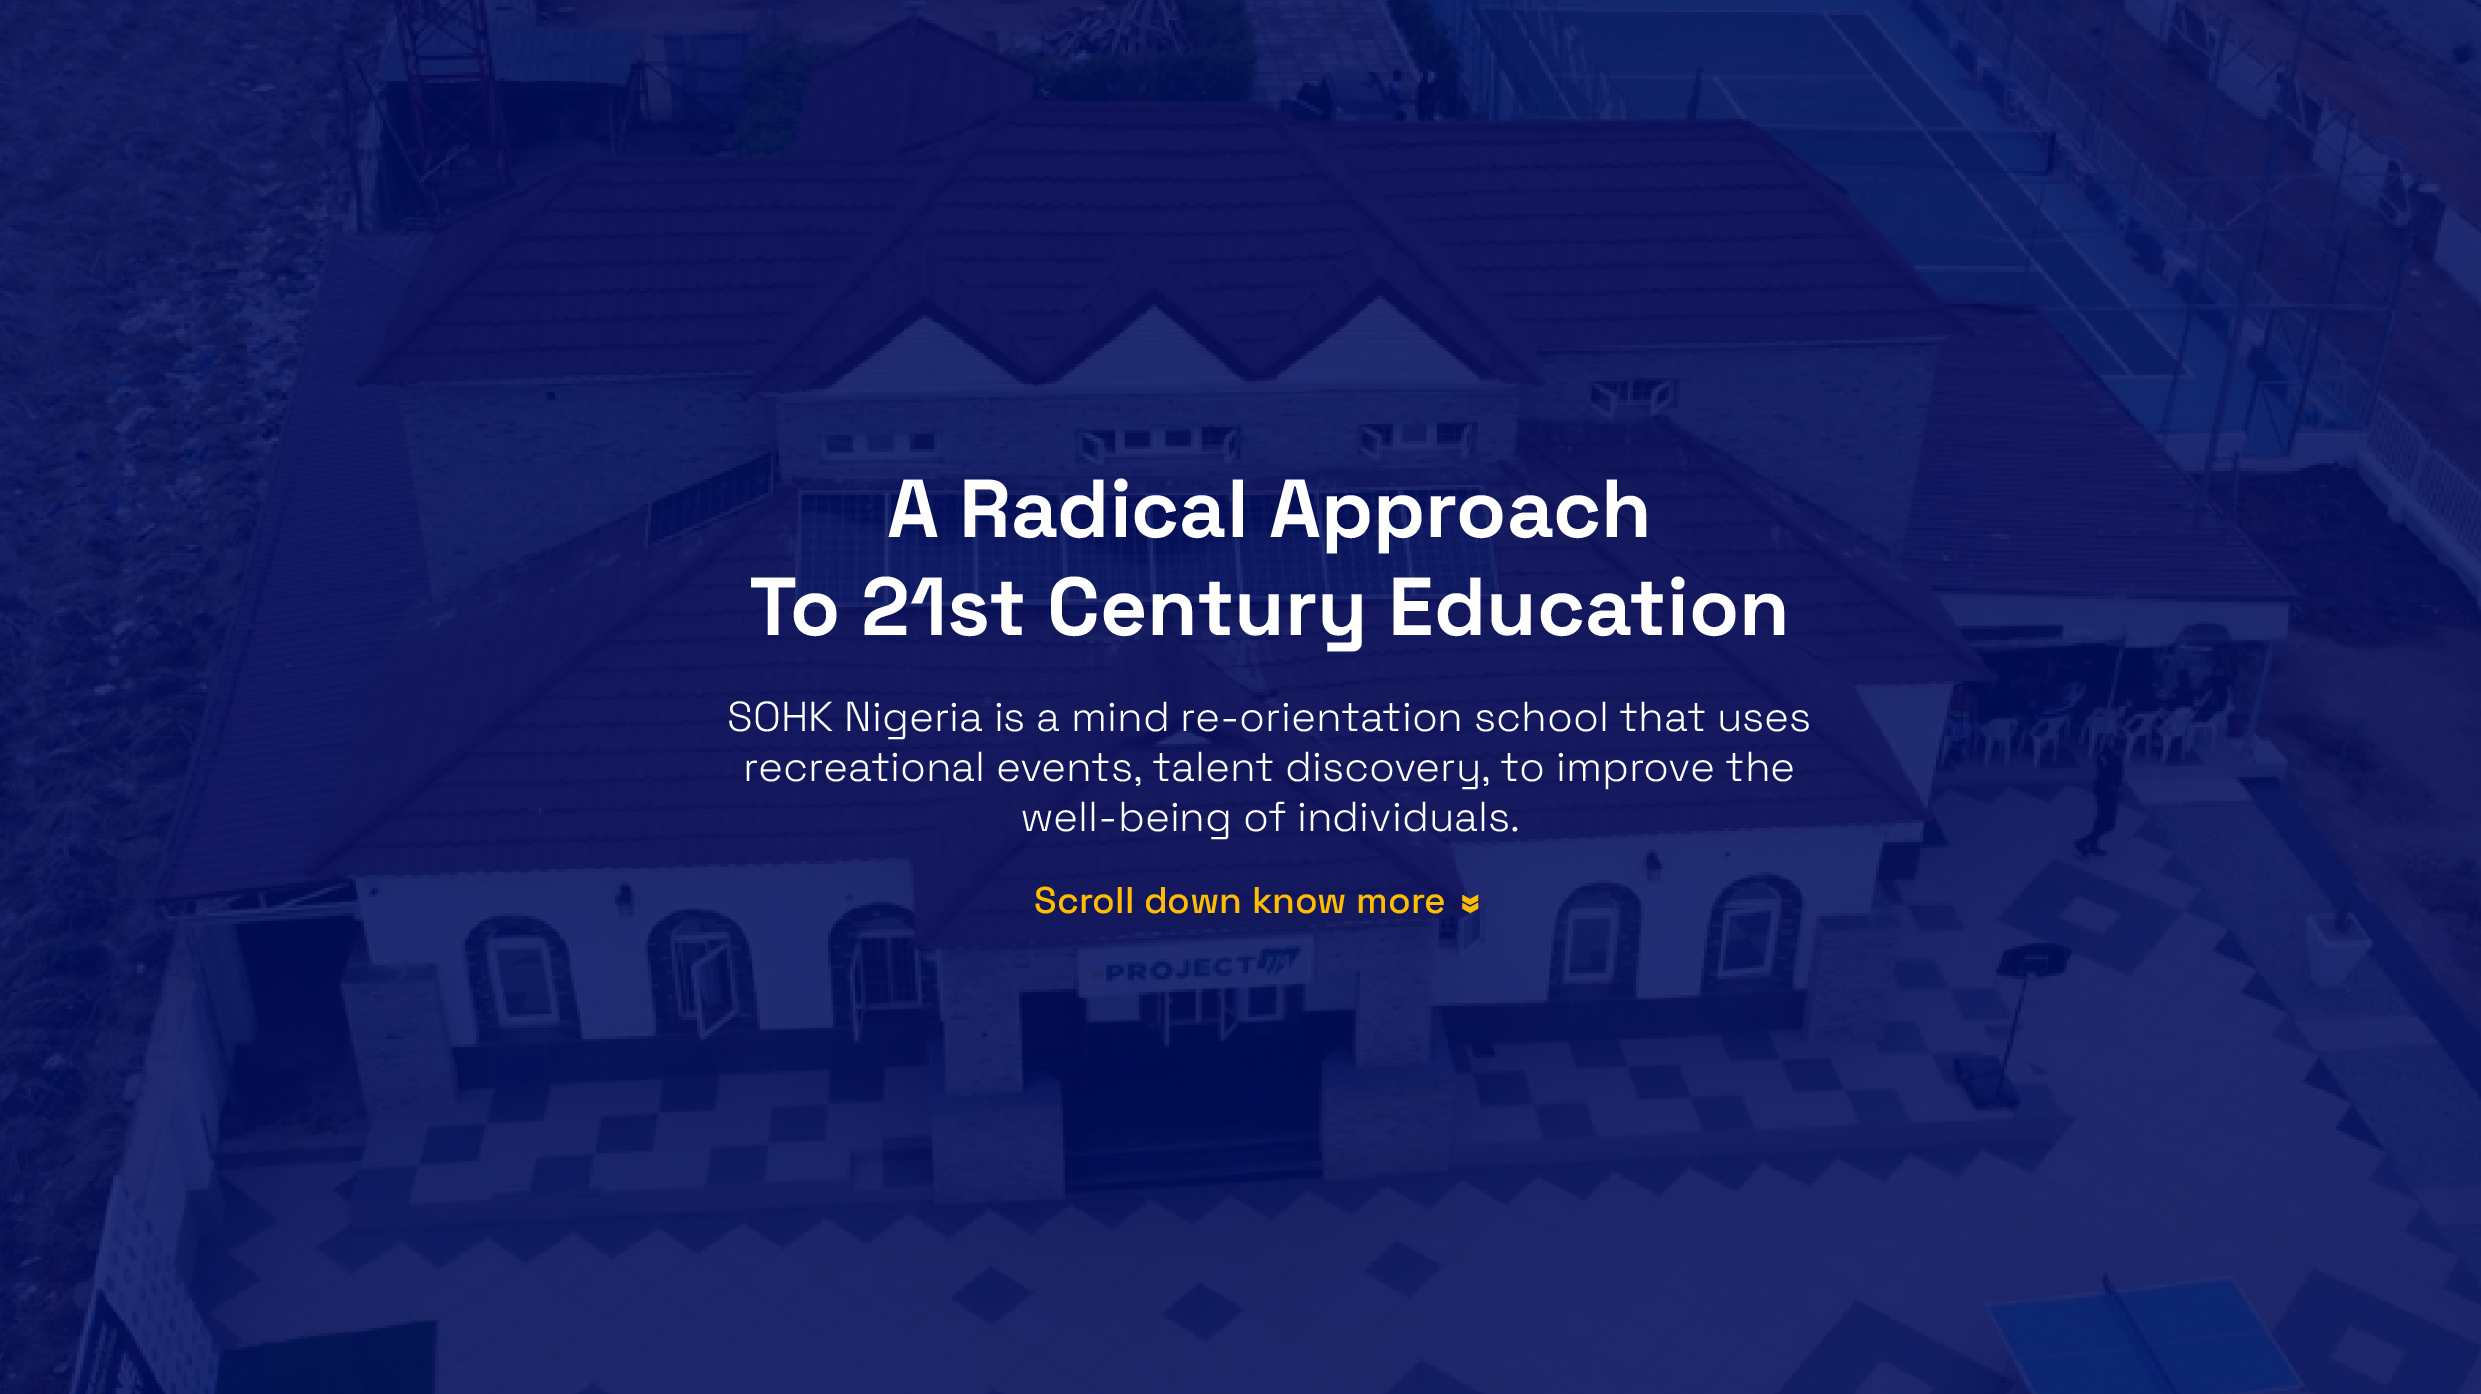 A Radical Approach
To 21st Century Education
SOHK Nigeria is a mind re-orientation school that uses
recreational events, talent discovery, to improve the
well-being of individuals.
Scroll down know more
PROJECT